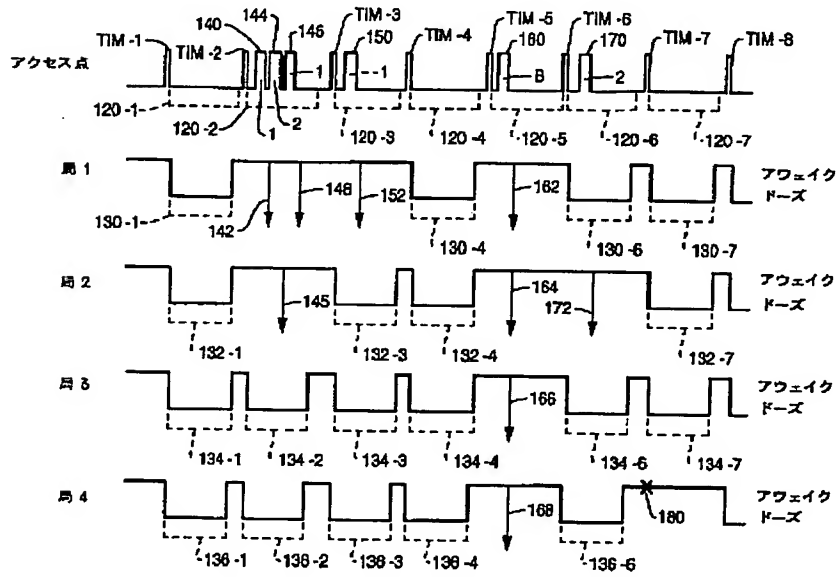 140 144 146 TIM-3 150 TIM-5 TIM-6
TIM-1 TIM-2 TIM-4 160 170 TIM-7 TIM-8
アクセス点
1 1 B 2
120-1 120-2 1 2 120-3 120-4 120-5 120-6 120-7
局1
アウェイク
ドーズ
148 152 162
130-1 142 130-4 130-6 130-7
局2
アウェイク
ドーズ
145 164 172
132-1 132-3 132-4 132-7
局3
アウェイク
ドーズ
166
134-1 134-2 134-3 134-4 134-6 134-7
局4
アウェイク
ドーズ
168 180
136-1 136-2 136-3 136-4 136-6